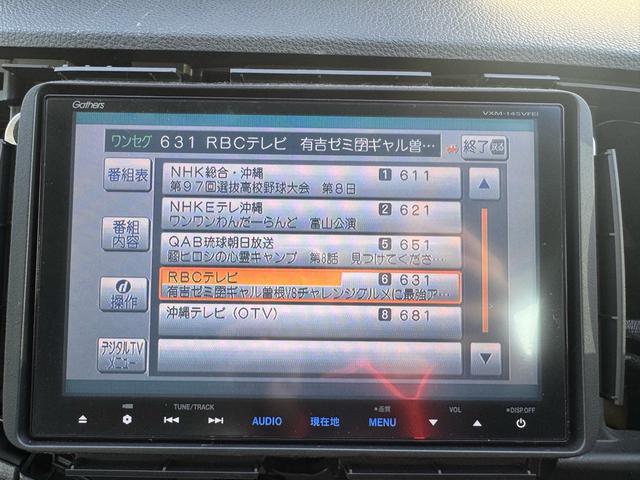 Gathers
VXM-145VFEi
ワンセグ 631 RBCテレビ 有吉ゼミ🈑ギャル曽… 終了 戻る
番組表
NHK総合・沖縄 1 611
第97回選抜高校野球大会 第8日
NHKEテレ沖縄 2 621
ワンワンわんだーらんど 富山公演
番組内容
QAB琉球朝日放送 5 651
ヒロシの心霊キャンプ 第8話 見つけてくださ…
d操作
RBCテレビ 6 631
有吉ゼミ🈑ギャル曽根VSチャレンジグルメに最強ア…
沖縄テレビ(OTV) 8 681
デジタルTVメニュー
TUNE/TRACK
画質
VOL
DISP.OFF
AUDIO
現在地
MENU